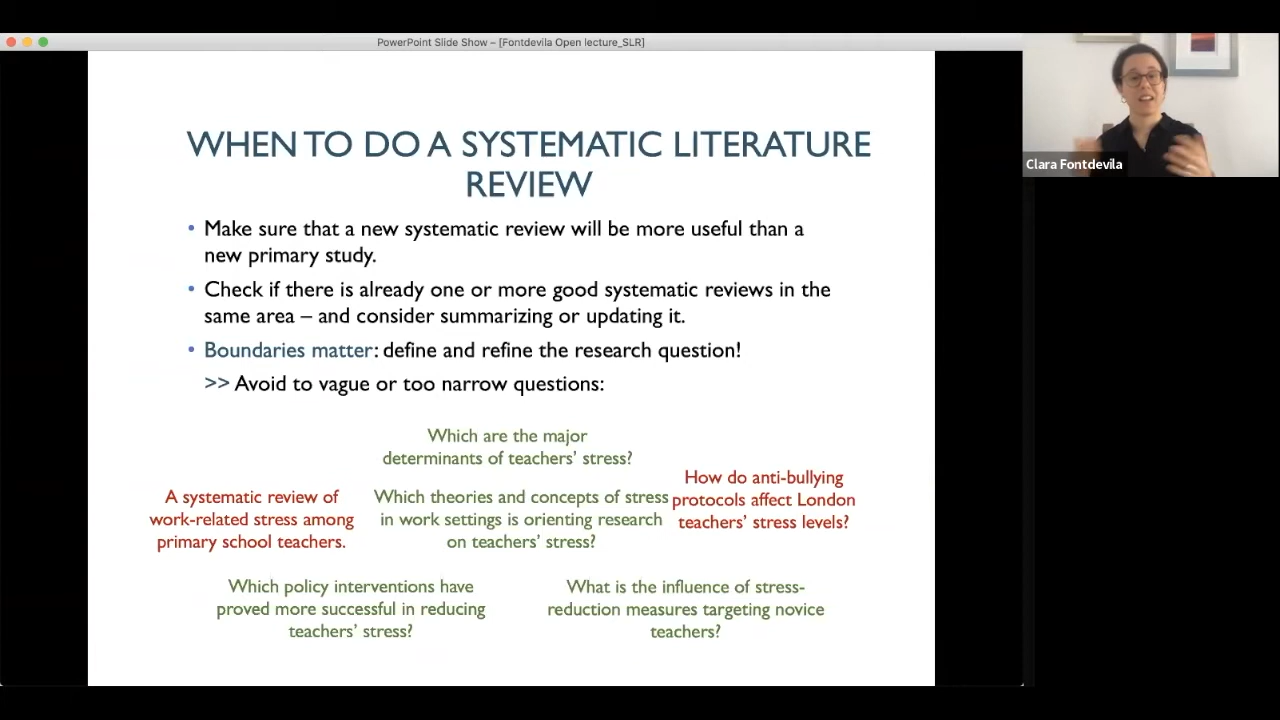 PowerPoint Slide Show – [Fontdevila Open lecture_SLR]
WHEN TO DO A SYSTEMATIC LITERATURE
REVIEW
• Make sure that a new systematic review will be more useful than a
new primary study.
• Check if there is already one or more good systematic reviews in the
same area – and consider summarizing or updating it.
• Boundaries matter: define and refine the research question!
>> Avoid to vague or too narrow questions:
Which are the major
determinants of teachers' stress?
A systematic review of
work-related stress among
primary school teachers.
Which theories and concepts of stress
in work settings is orienting research
on teachers' stress?
How do anti-bullying
protocols affect London
teachers' stress levels?
Which policy interventions have
proved more successful in reducing
teachers' stress?
What is the influence of stress-
reduction measures targeting novice
teachers?
Clara Fontdevila